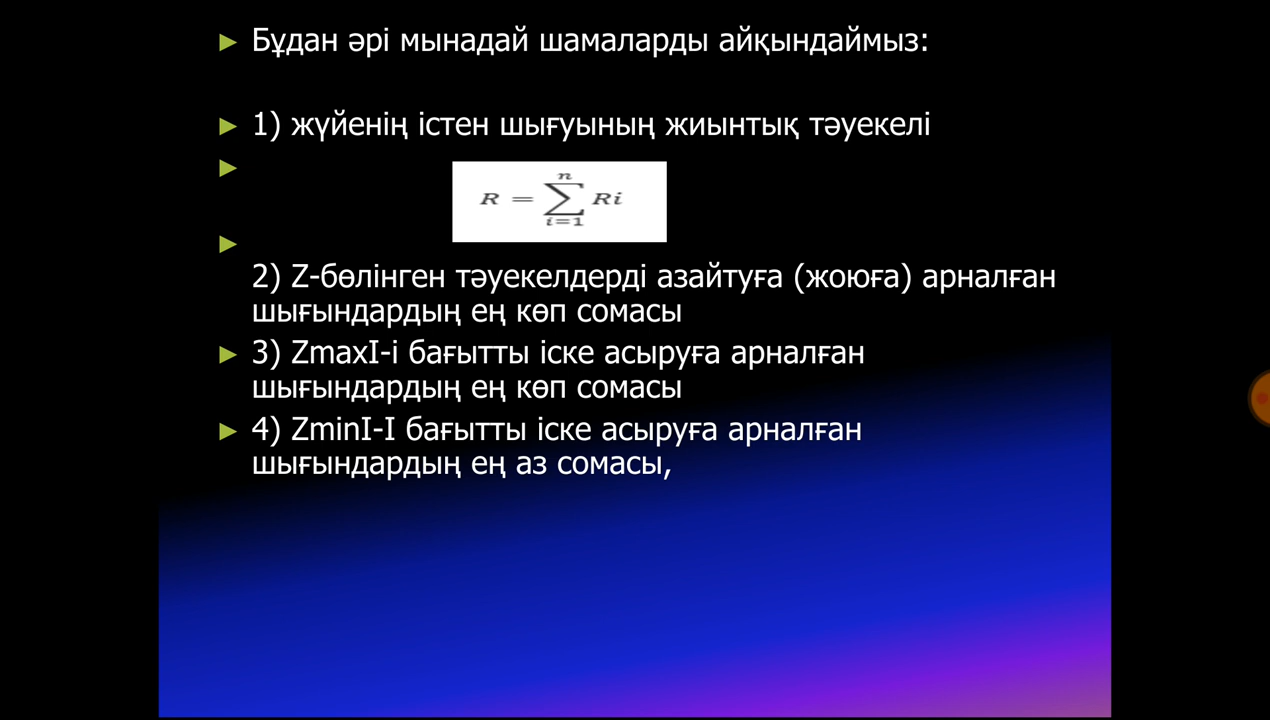 Бұдан әрі мынадай шамаларды айқындаймыз:
1) жүйенің істен шығуының жиынтық тәуекелі
R = ∑ⁿᵢ₌₁ Ri
2) Z-бөлінген тәуекелдерді азайтуға (жоюға) арналған
шығындардың ең көп сомасы
3) ZmaxI-і бағытты іске асыруға арналған
шығындардың ең көп сомасы
4) ZminI-I бағытты іске асыруға арналған
шығындардың ең аз сомасы,